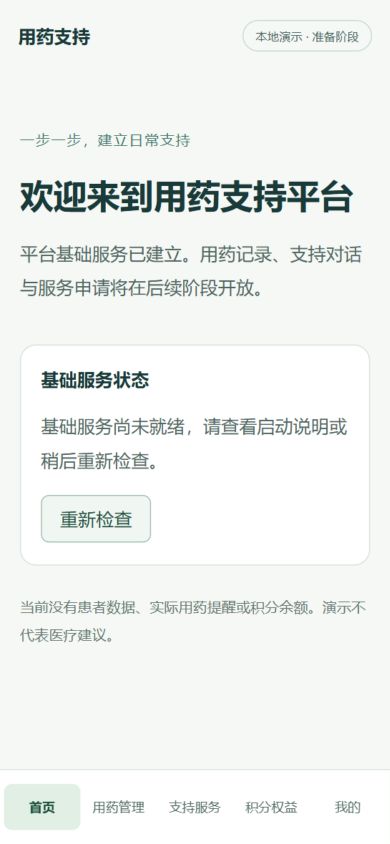 用药支持
本地演示 · 准备阶段
一步一步，建立日常支持
欢迎来到用药支持平台
平台基础服务已建立。用药记录、支持对话
与服务申请将在后续阶段开放。
基础服务状态
基础服务尚未就绪，请查看启动说明或
稍后重新检查。
重新检查
当前没有患者数据、实际用药提醒或积分余额。演示不
代表医疗建议。
首页
用药管理
支持服务
积分权益
我的